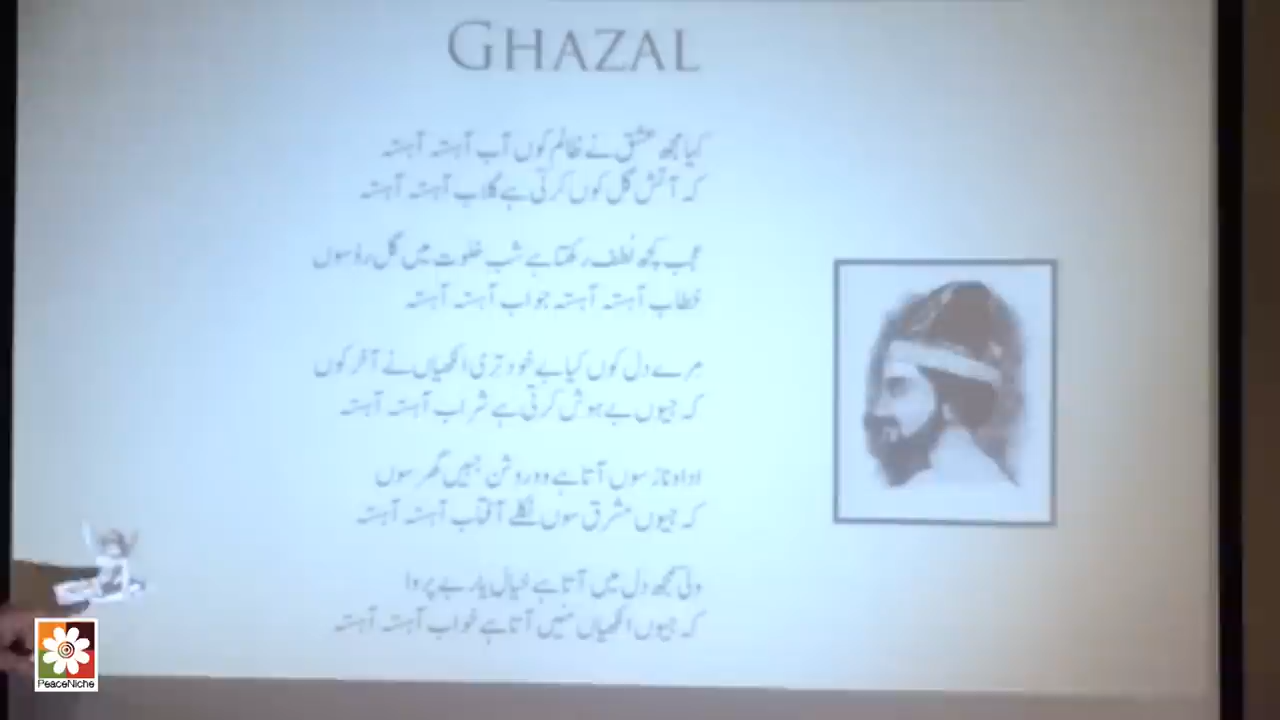 GHAZAL
کیا مجھ عشق نے ظالم کوں آب آہستہ آہستہ
کہ آتش گل کوں کرتی ہے گلاب آہستہ آہستہ
عجب کچھ لُطف رکھتا ہے شب خلوت میں گل رو سوں
خطاب آہستہ آہستہ جواب آہستہ آہستہ
مِرے دل کوں کیا بے خود تِری انکھیاں نے آخر کوں
کہ جیوں بے ہوش کرتی ہے شراب آہستہ آہستہ
ادا و ناز سوں آتا ہے وو روشن جبیں گھر سوں
کہ جیوں مشرق سوں نکلے آفتاب آہستہ آہستہ
ولیؔ مجھ دل میں آتا ہے خیالِ یار بے پروا
کہ جیوں انکھیاں منیں آتا ہے خواب آہستہ آہستہ
PeaceNiche